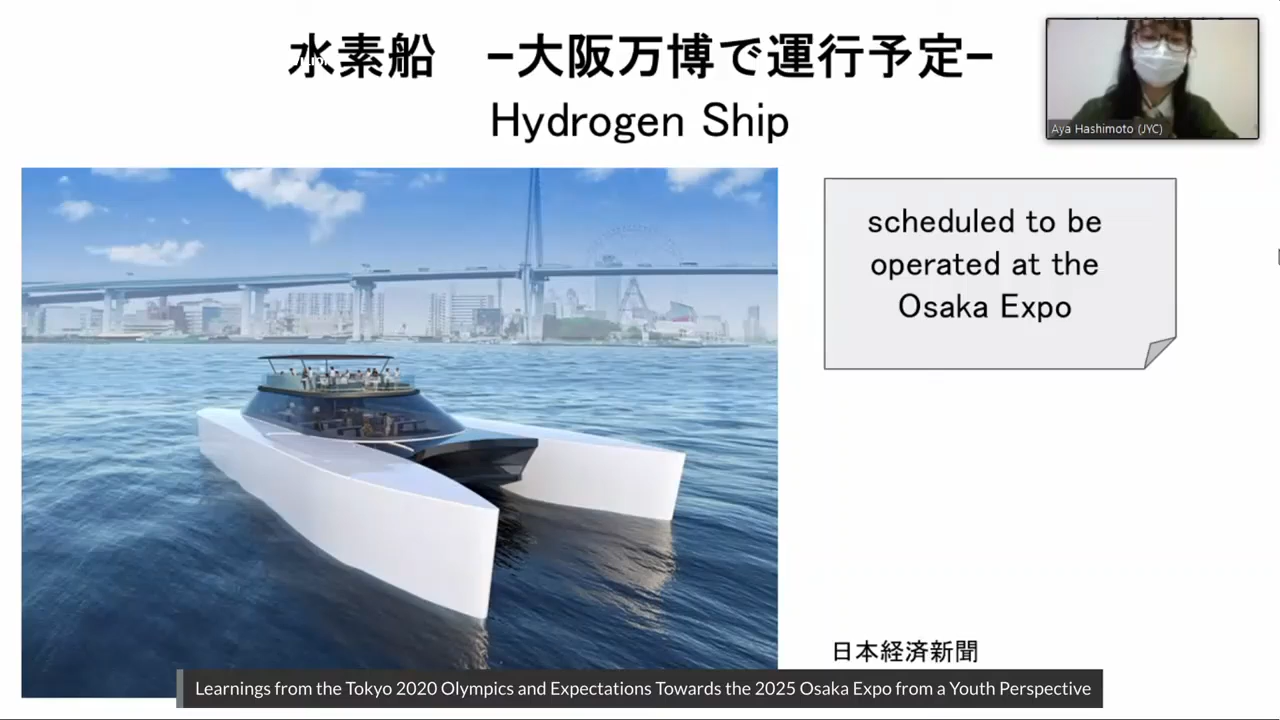 水素船 −大阪万博で運行予定−
Hydrogen Ship
Aya Hashimoto (JYC)
scheduled to be
operated at the
Osaka Expo
日本経済新聞
Learnings from the Tokyo 2020 Olympics and Expectations Towards the 2025 Osaka Expo from a Youth Perspective